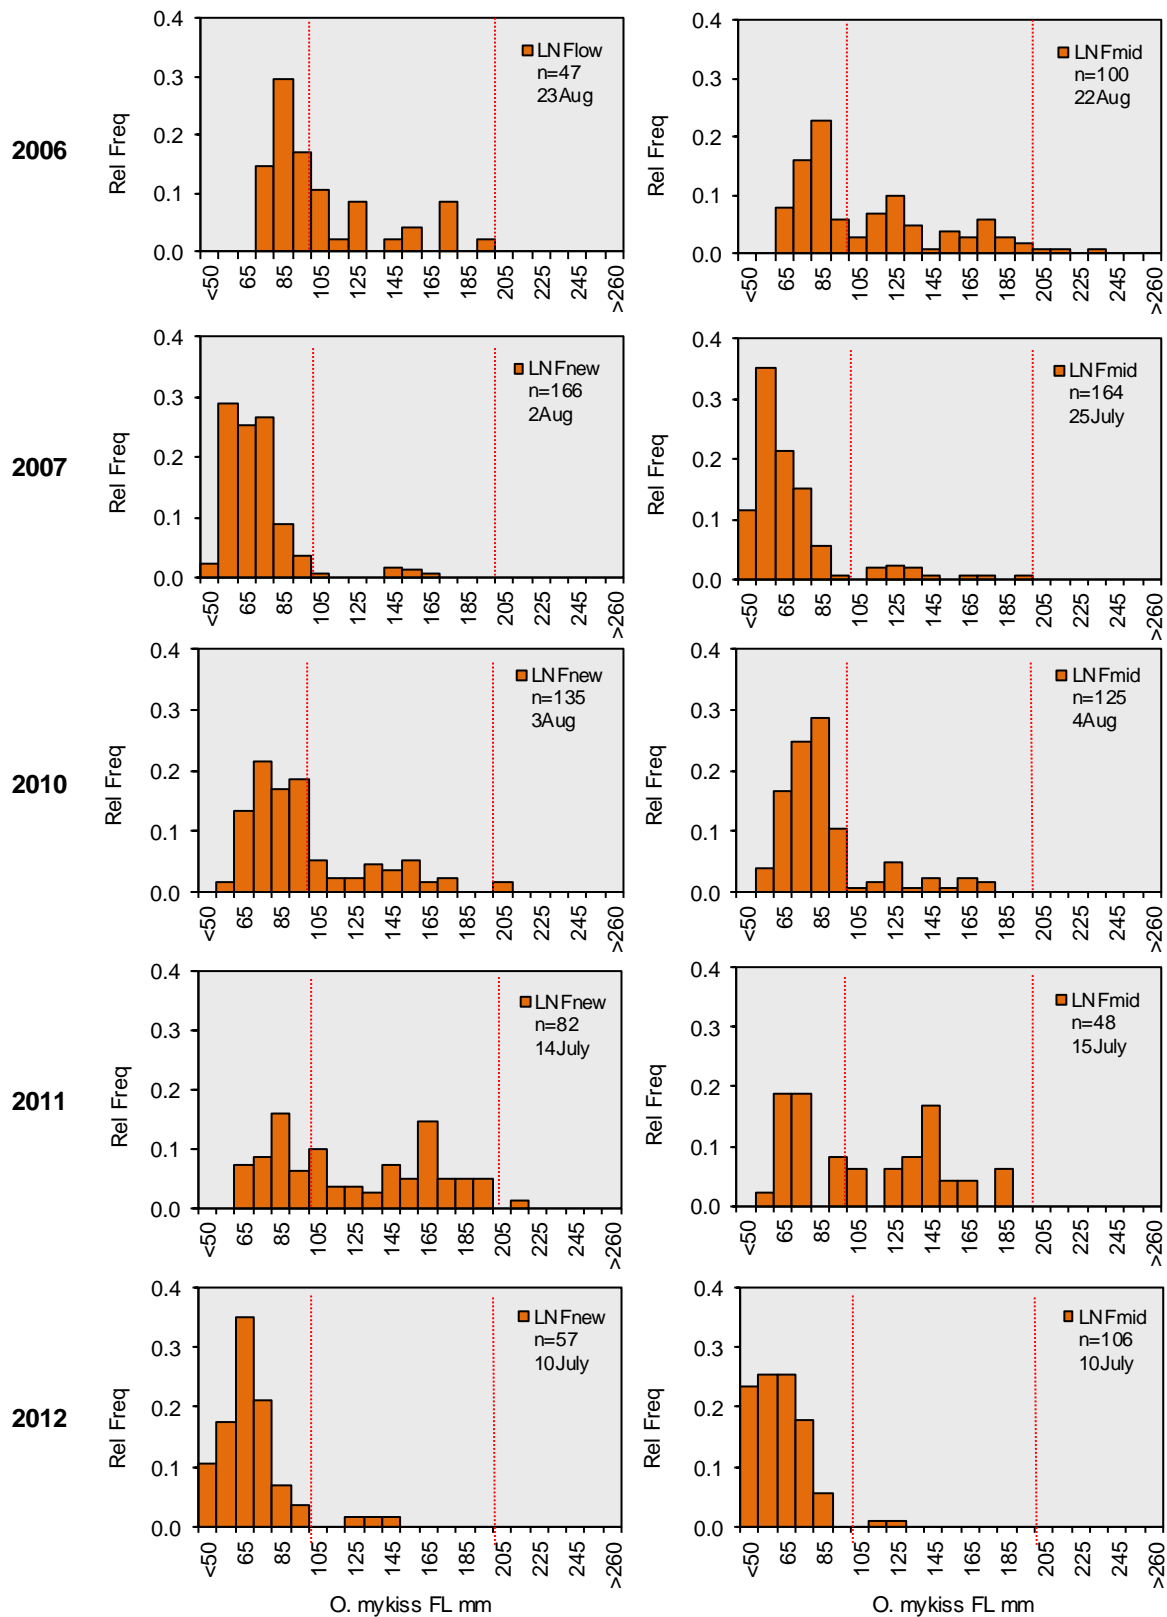 2006
Rel Freq
0.4
0.3
0.2
0.1
0.0
LNFlow
n=47
23Aug
<50 65 85 105 125 145 165 185 205 225 245 >260
Rel Freq
0.4
0.3
0.2
0.1
0.0
LNFmid
n=100
22Aug
<50 65 85 105 125 145 165 185 205 225 245 >260
2007
Rel Freq
0.4
0.3
0.2
0.1
0.0
LNFnew
n=166
2Aug
<50 65 85 105 125 145 165 185 205 225 245 >260
Rel Freq
0.4
0.3
0.2
0.1
0.0
LNFmid
n=164
25July
<50 65 85 105 125 145 165 185 205 225 245 >260
2010
Rel Freq
0.4
0.3
0.2
0.1
0.0
LNFnew
n=135
3Aug
<50 65 85 105 125 145 165 185 205 225 245 >260
Rel Freq
0.4
0.3
0.2
0.1
0.0
LNFmid
n=125
4Aug
<50 65 85 105 125 145 165 185 205 225 245 >260
2011
Rel Freq
0.4
0.3
0.2
0.1
0.0
LNFnew
n=82
14July
<50 65 85 105 125 145 165 185 205 225 245 >260
Rel Freq
0.4
0.3
0.2
0.1
0.0
LNFmid
n=48
15July
<50 65 85 105 125 145 165 185 205 225 245 >260
2012
Rel Freq
0.4
0.3
0.2
0.1
0.0
LNFnew
n=57
10July
<50 65 85 105 125 145 165 185 205 225 245 >260
O. mykiss FL mm
Rel Freq
0.4
0.3
0.2
0.1
0.0
LNFmid
n=106
10July
<50 65 85 105 125 145 165 185 205 225 245 >260
O. mykiss FL mm